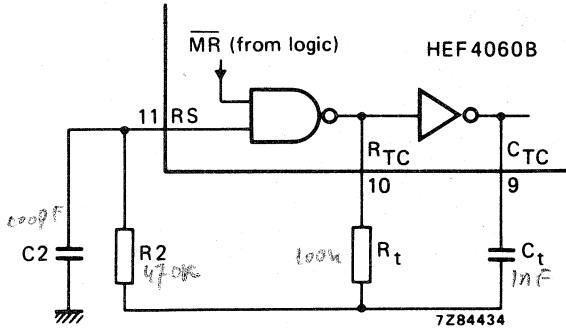 MR (from logic)
HEF4060B
11 RS
RTC
CTC
10
9
C2
R2
470K
100k
Rt
Ct
1nF
7Z84434